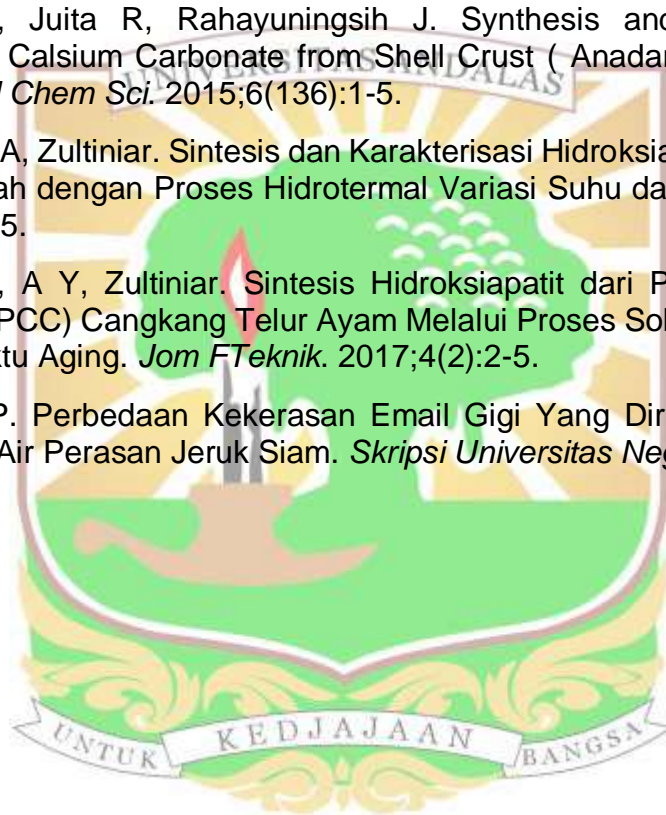 , Juita R, Rahayuningsih J. Synthesis and
Calsium Carbonate from Shell Crust ( Anadar
Chem Sci. 2015;6(136):1-5.
UNIVERSITAS ANDALAS
A, Zultiniar. Sintesis dan Karakterisasi Hidroksia
ah dengan Proses Hidrotermal Variasi Suhu da
5.
, A Y, Zultiniar. Sintesis Hidroksiapatit dari P
PCC) Cangkang Telur Ayam Melalui Proses Sol
tu Aging. Jom FTeknik. 2017;4(2):2-5.
P. Perbedaan Kekerasan Email Gigi Yang Dir
Air Perasan Jeruk Siam. Skripsi Universitas Neg
UNTUK KEDJAJAAN BANGSA